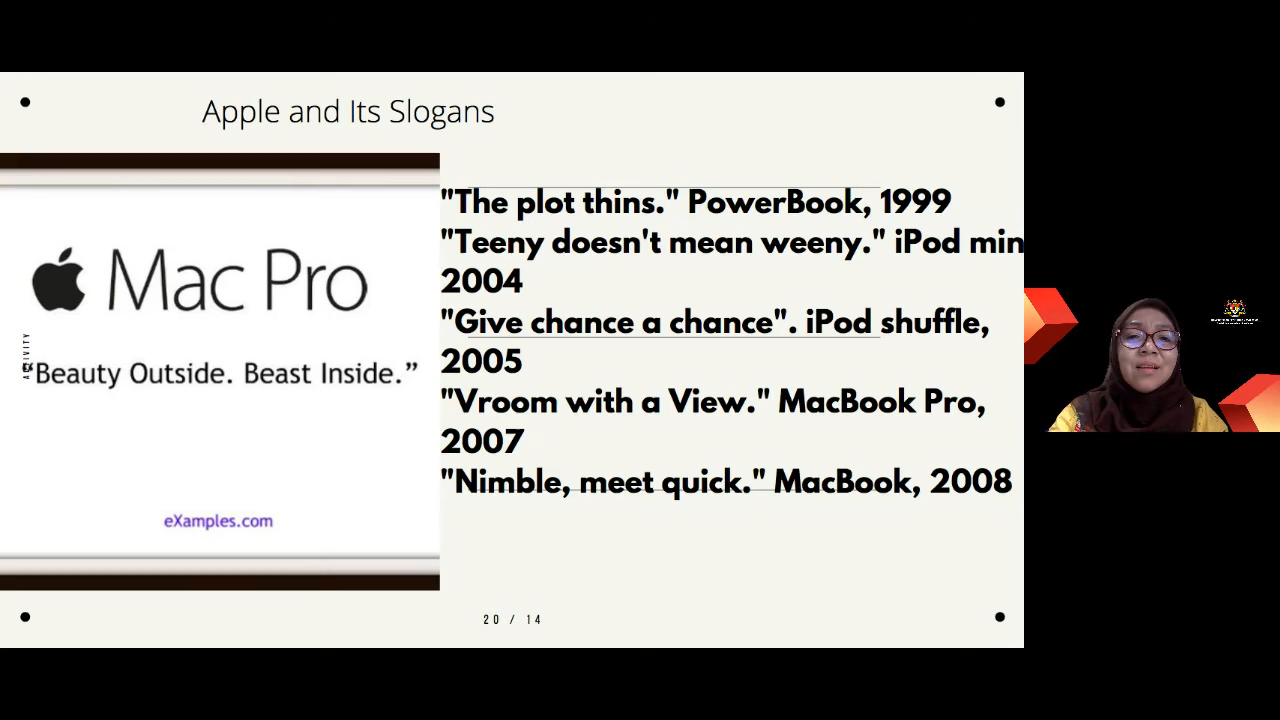 Apple and Its Slogans
Mac Pro
ACTIVITY
“Beauty Outside. Beast Inside.”
eXamples.com
"The plot thins." PowerBook, 1999
"Teeny doesn't mean weeny." iPod min
2004
"Give chance a chance". iPod shuffle,
2005
"Vroom with a View." MacBook Pro,
2007
"Nimble, meet quick." MacBook, 2008
20 / 14